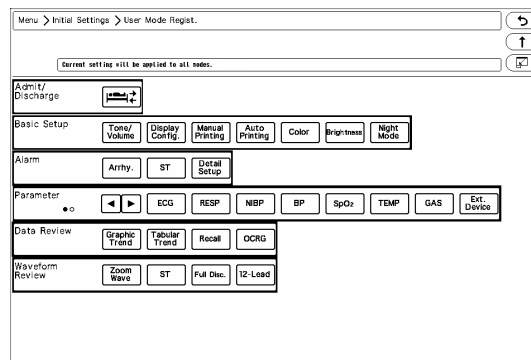 Menu > Initial Settings > User Mode Regist.
Current setting will be applied to all modes.
Admit/
Discharge
Basic Setup
Tone/
Volume
Display
Config.
Manual
Printing
Auto
Printing
Color
Brightness
Night
Mode
Alarm
Arrhy.
ST
Detail
Setup
Parameter
ECG
RESP
NIBP
BP
SpO2
TEMP
GAS
Ext.
Device
Data Review
Graphic
Trend
Tabular
Trend
Recall
OCRG
Waveform
Review
Zoom
Wave
ST
Full Disc.
12-Lead